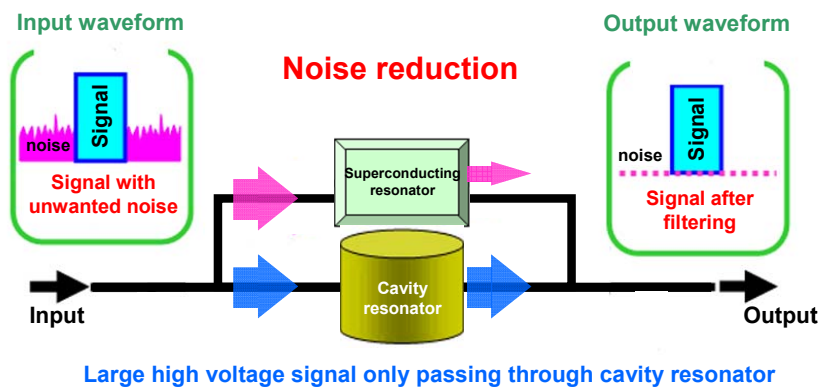 Input waveform
Output waveform
Noise reduction
Signal
noise
Signal with
unwanted noise
Superconducting
resonator
Signal
noise
Signal after
filtering
Cavity
resonator
Input
Output
Large high voltage signal only passing through cavity resonator